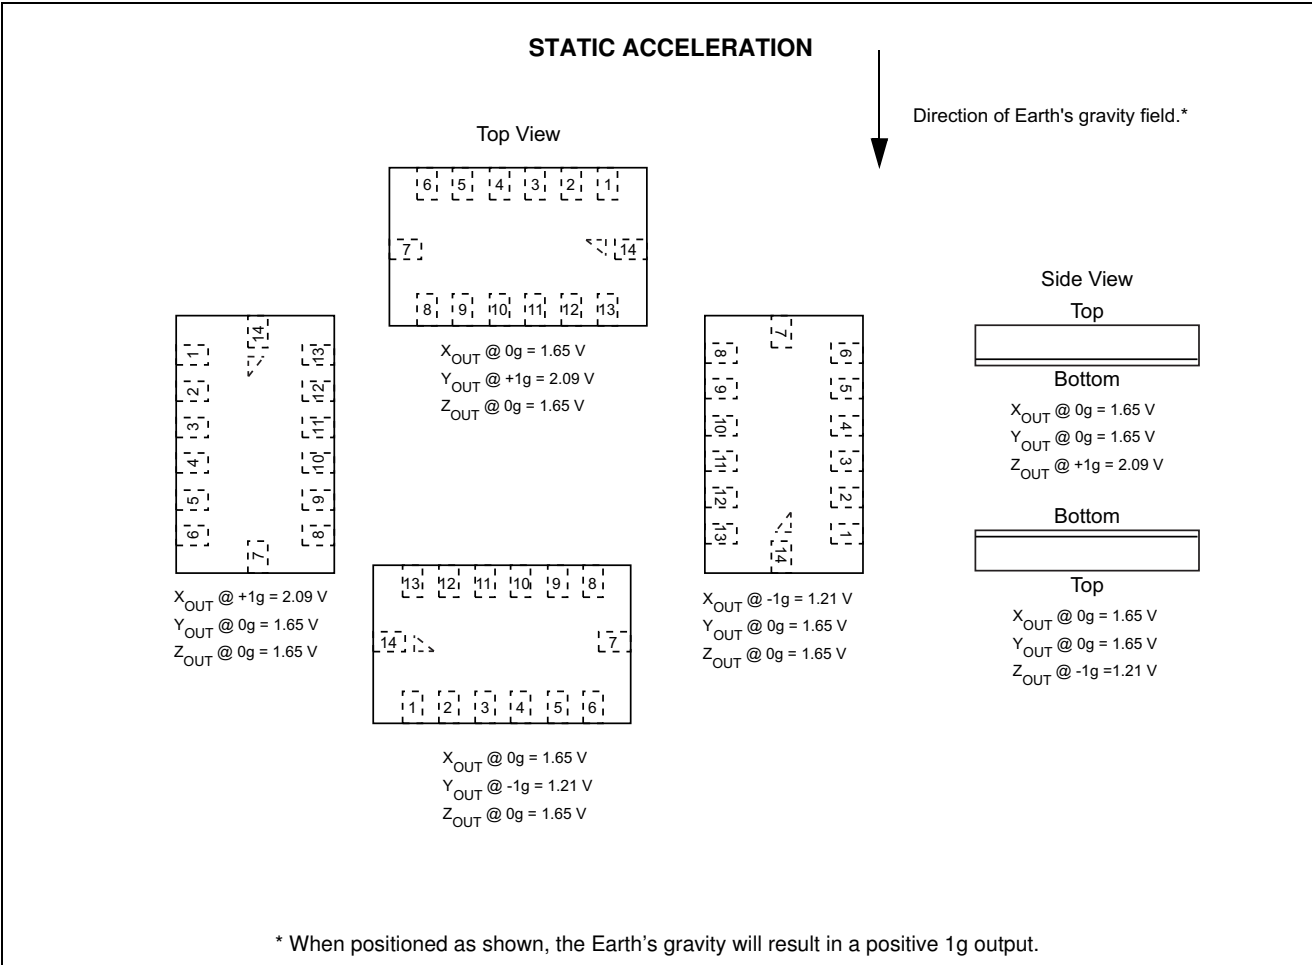 STATIC ACCELERATION
Direction of Earth's gravity field.*
Top View
6 5 4 3 2 1
7 14
8 9 10 11 12 13
XOUT @ 0g = 1.65 V
YOUT @ +1g = 2.09 V
ZOUT @ 0g = 1.65 V
14
1 13
2 12
3 11
4 10
5 9
6 8
7
XOUT @ +1g = 2.09 V
YOUT @ 0g = 1.65 V
ZOUT @ 0g = 1.65 V
13 12 11 10 9 8
14 7
1 2 3 4 5 6
XOUT @ 0g = 1.65 V
YOUT @ -1g = 1.21 V
ZOUT @ 0g = 1.65 V
7
8 6
9 5
10 4
11 3
12 2
13 1
14
XOUT @ -1g = 1.21 V
YOUT @ 0g = 1.65 V
ZOUT @ 0g = 1.65 V
Side View
Top
Bottom
XOUT @ 0g = 1.65 V
YOUT @ 0g = 1.65 V
ZOUT @ +1g = 2.09 V
Bottom
Top
XOUT @ 0g = 1.65 V
YOUT @ 0g = 1.65 V
ZOUT @ -1g =1.21 V
* When positioned as shown, the Earth's gravity will result in a positive 1g output.